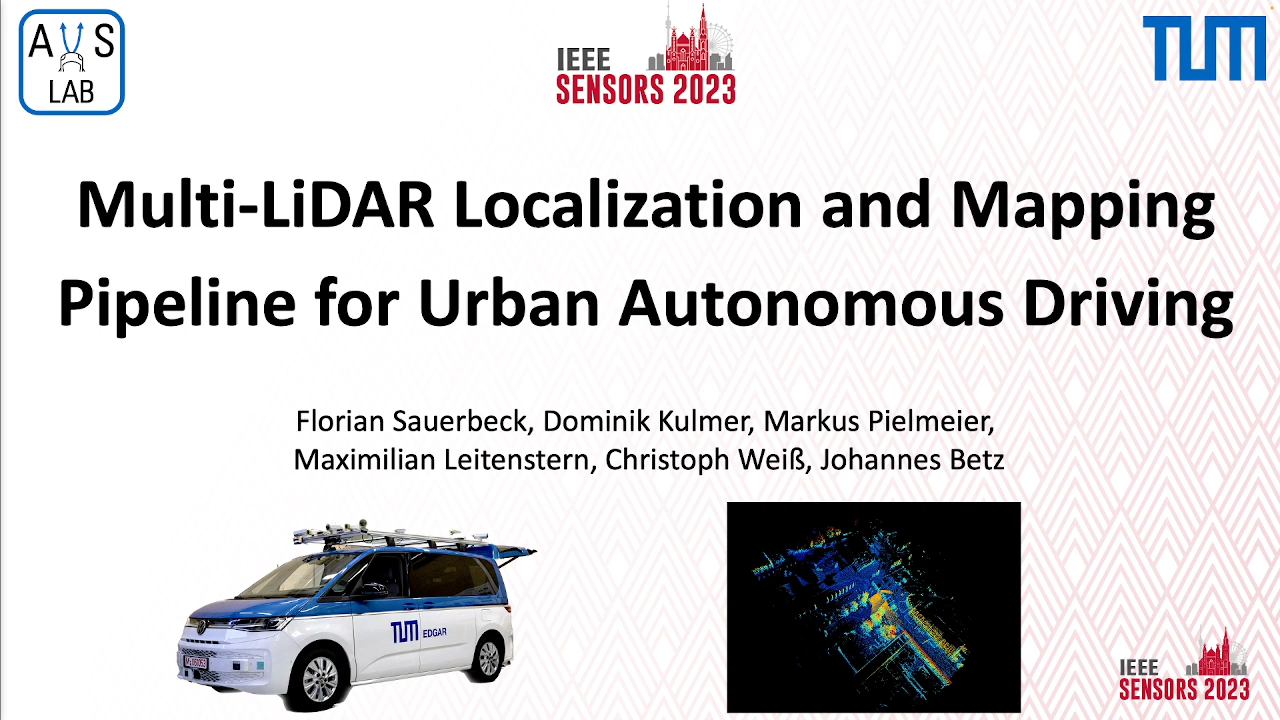 AVS
LAB
IEEE
SENSORS 2023
TUM
Multi-LiDAR Localization and Mapping
Pipeline for Urban Autonomous Driving
Florian Sauerbeck, Dominik Kulmer, Markus Pielmeier,
Maximilian Leitenstern, Christoph Weiß, Johannes Betz
TUM EDGAR
IEEE
SENSORS 2023